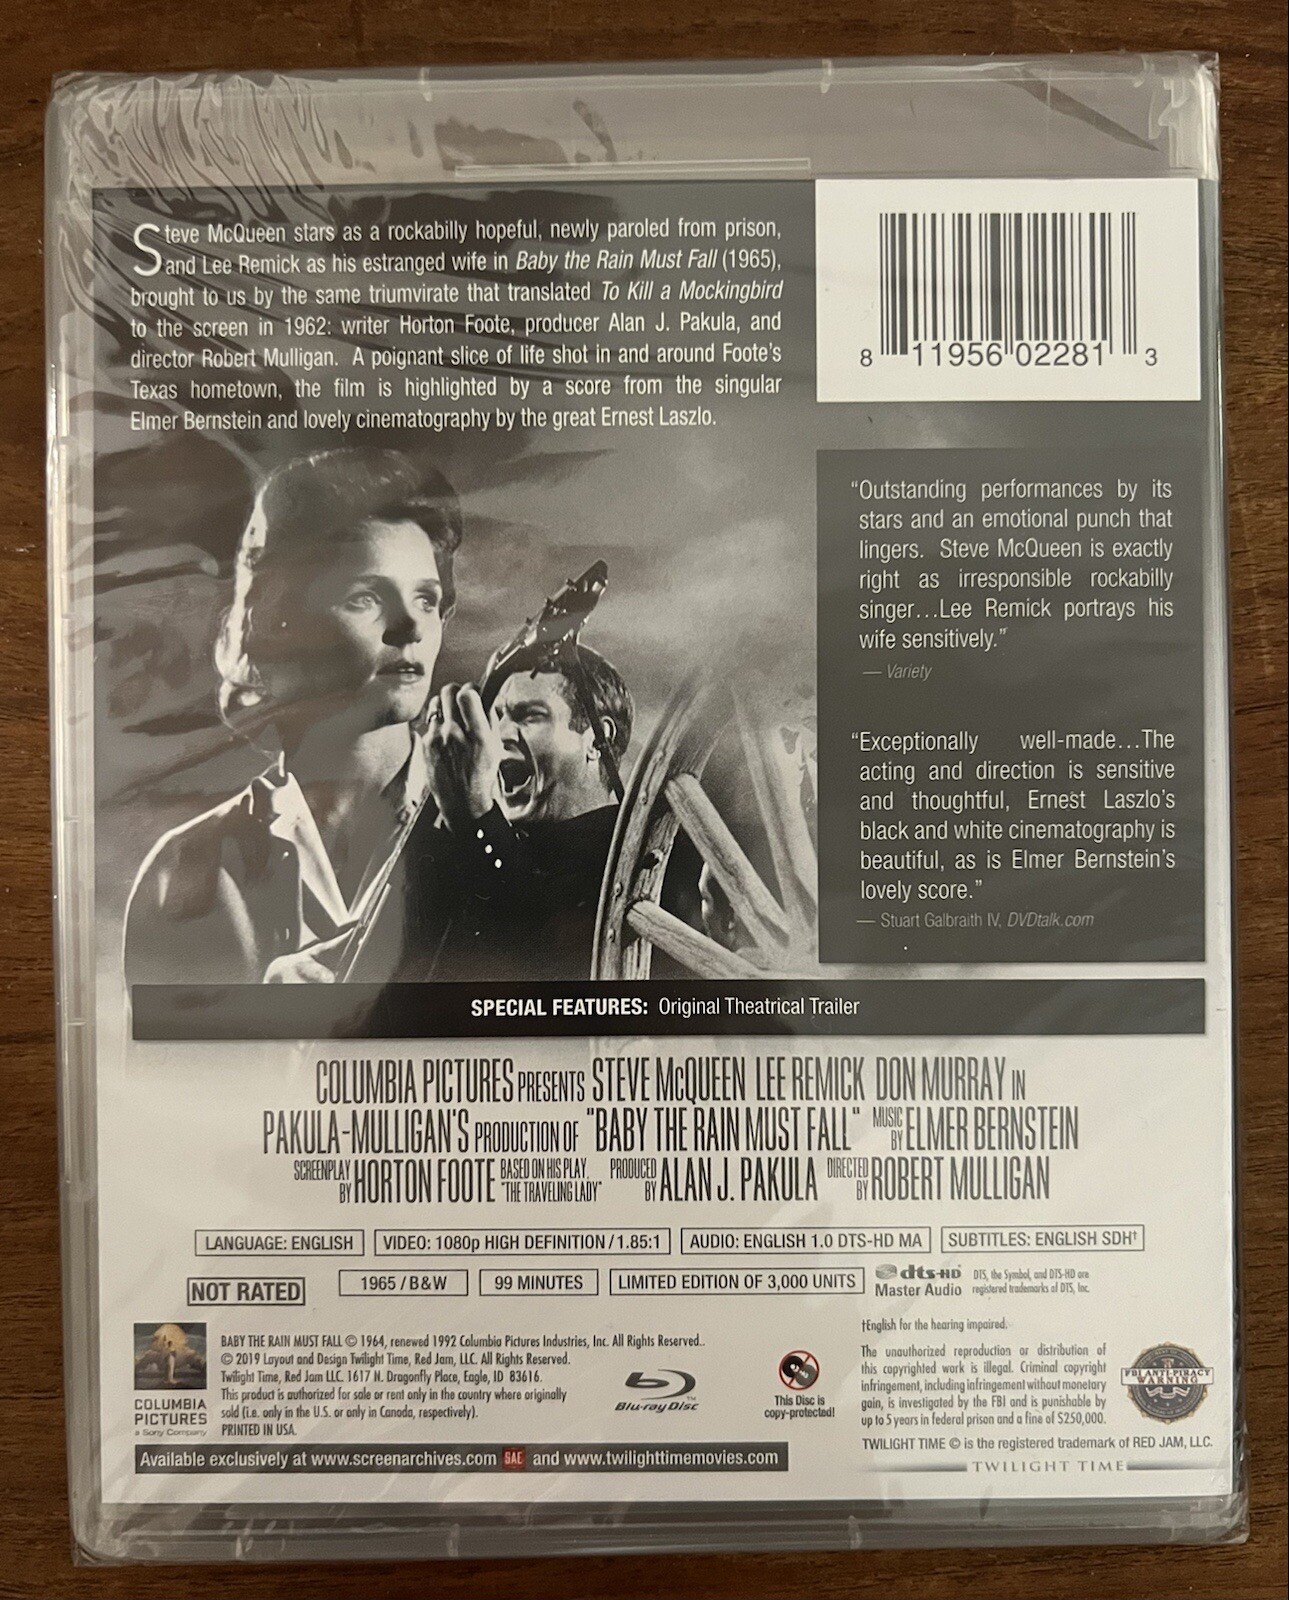 Steve McQueen stars as a rockabilly hopeful, newly paroled from prison,
and Lee Remick as his estranged wife in Baby the Rain Must Fall (1965),
brought to us by the same triumvirate that translated To Kill a Mockingbird
to the screen in 1962: writer Horton Foote, producer Alan J. Pakula, and
director Robert Mulligan. A poignant slice of life shot in and around Foote's
Texas hometown, the film is highlighted by a score from the singular
Elmer Bernstein and lovely cinematography by the great Ernest Laszlo.
8 11956 02281 3
“Outstanding performances by its
stars and an emotional punch that
lingers. Steve McQueen is exactly
right as irresponsible rockabilly
singer...Lee Remick portrays his
wife sensitively.”
— Variety
“Exceptionally well-made...The
acting and direction is sensitive
and thoughtful, Ernest Laszlo's
black and white cinematography is
beautiful, as is Elmer Bernstein's
lovely score.”
— Stuart Galbraith IV, DVDtalk.com
SPECIAL FEATURES: Original Theatrical Trailer
COLUMBIA PICTURES PRESENTS STEVE McQUEEN LEE REMICK DON MURRAY IN
PAKULA-MULLIGAN'S PRODUCTION OF "BABY THE RAIN MUST FALL" MUSIC BY ELMER BERNSTEIN
SCREENPLAY BY HORTON FOOTE BASED ON HIS PLAY, "THE TRAVELING LADY" PRODUCED BY ALAN J. PAKULA DIRECTED BY ROBERT MULLIGAN
LANGUAGE: ENGLISH VIDEO: 1080p HIGH DEFINITION / 1.85:1 AUDIO: ENGLISH 1.0 DTS-HD MA SUBTITLES: ENGLISH SDH†
NOT RATED 1965 / B&W 99 MINUTES LIMITED EDITION OF 3,000 UNITS
dts-HD
Master Audio
DTS, the Symbol, and DTS-HD are
registered trademarks of DTS, Inc.
COLUMBIA
PICTURES
a Sony Company
BABY THE RAIN MUST FALL © 1964, renewed 1992 Columbia Pictures Industries, Inc. All Rights Reserved..
© 2019 Layout and Design Twilight Time, Red Jam, LLC. All Rights Reserved.
Twilight Time, Red Jam LLC. 1617 N. Dragonfly Place, Eagle, ID 83616.
This product is authorized for sale or rent only in the country where originally
sold (i.e. only in the U.S. or only in Canada, respectively).
PRINTED IN USA.
Blu-ray Disc
TM
This Disc is
copy-protected!
†English for the hearing impaired.
The unauthorized reproduction or distribution of
this copyrighted work is illegal. Criminal copyright
infringement, including infringement without monetary
gain, is investigated by the FBI and is punishable by
up to 5 years in federal prison and a fine of $250,000.
FBI ANTI-PIRACY
WARNING
TWILIGHT TIME © is the registered trademark of RED JAM, LLC.
TWILIGHT TIME
Available exclusively at www.screenarchives.com SAE and www.twilighttimemovies.com